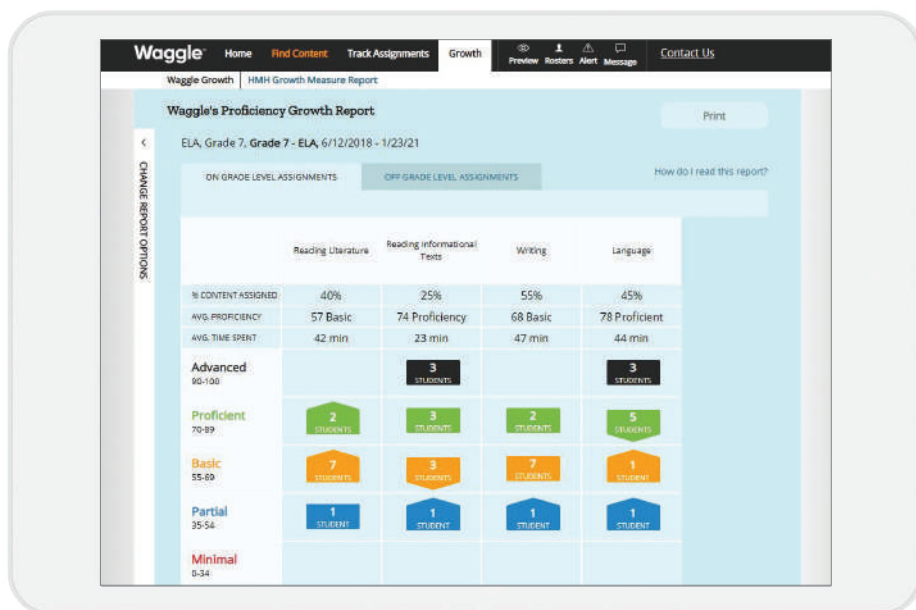 Waggle Home Find Content Track Assignments Growth Preview Rosters Alert Message Contact Us
Waggle Growth HMH Growth Measure Report
Waggle's Proficiency Growth Report
Print
ELA, Grade 7, Grade 7 - ELA, 6/12/2018 - 1/23/21
CHANGE REPORT OPTIONS
ON GRADE LEVEL ASSIGNMENTS OFF GRADE LEVEL ASSIGNMENTS How do I read this report?
Reading Literature Reading Informational Texts Writing Language
% CONTENT ASSIGNED 40% 25% 55% 45%
AVG. PROFICIENCY 57 Basic 74 Proficiency 68 Basic 78 Proficient
AVG. TIME SPENT 42 min 23 min 47 min 44 min
Advanced 3 3
90-100 STUDENTS STUDENTS
Proficient 2 3 2 5
70-89 STUDENTS STUDENTS STUDENTS STUDENTS
Basic 7 3 7 1
55-69 STUDENTS STUDENTS STUDENTS STUDENT
Partial 1 1 1 1
35-54 STUDENT STUDENT STUDENT STUDENT
Minimal
0-34